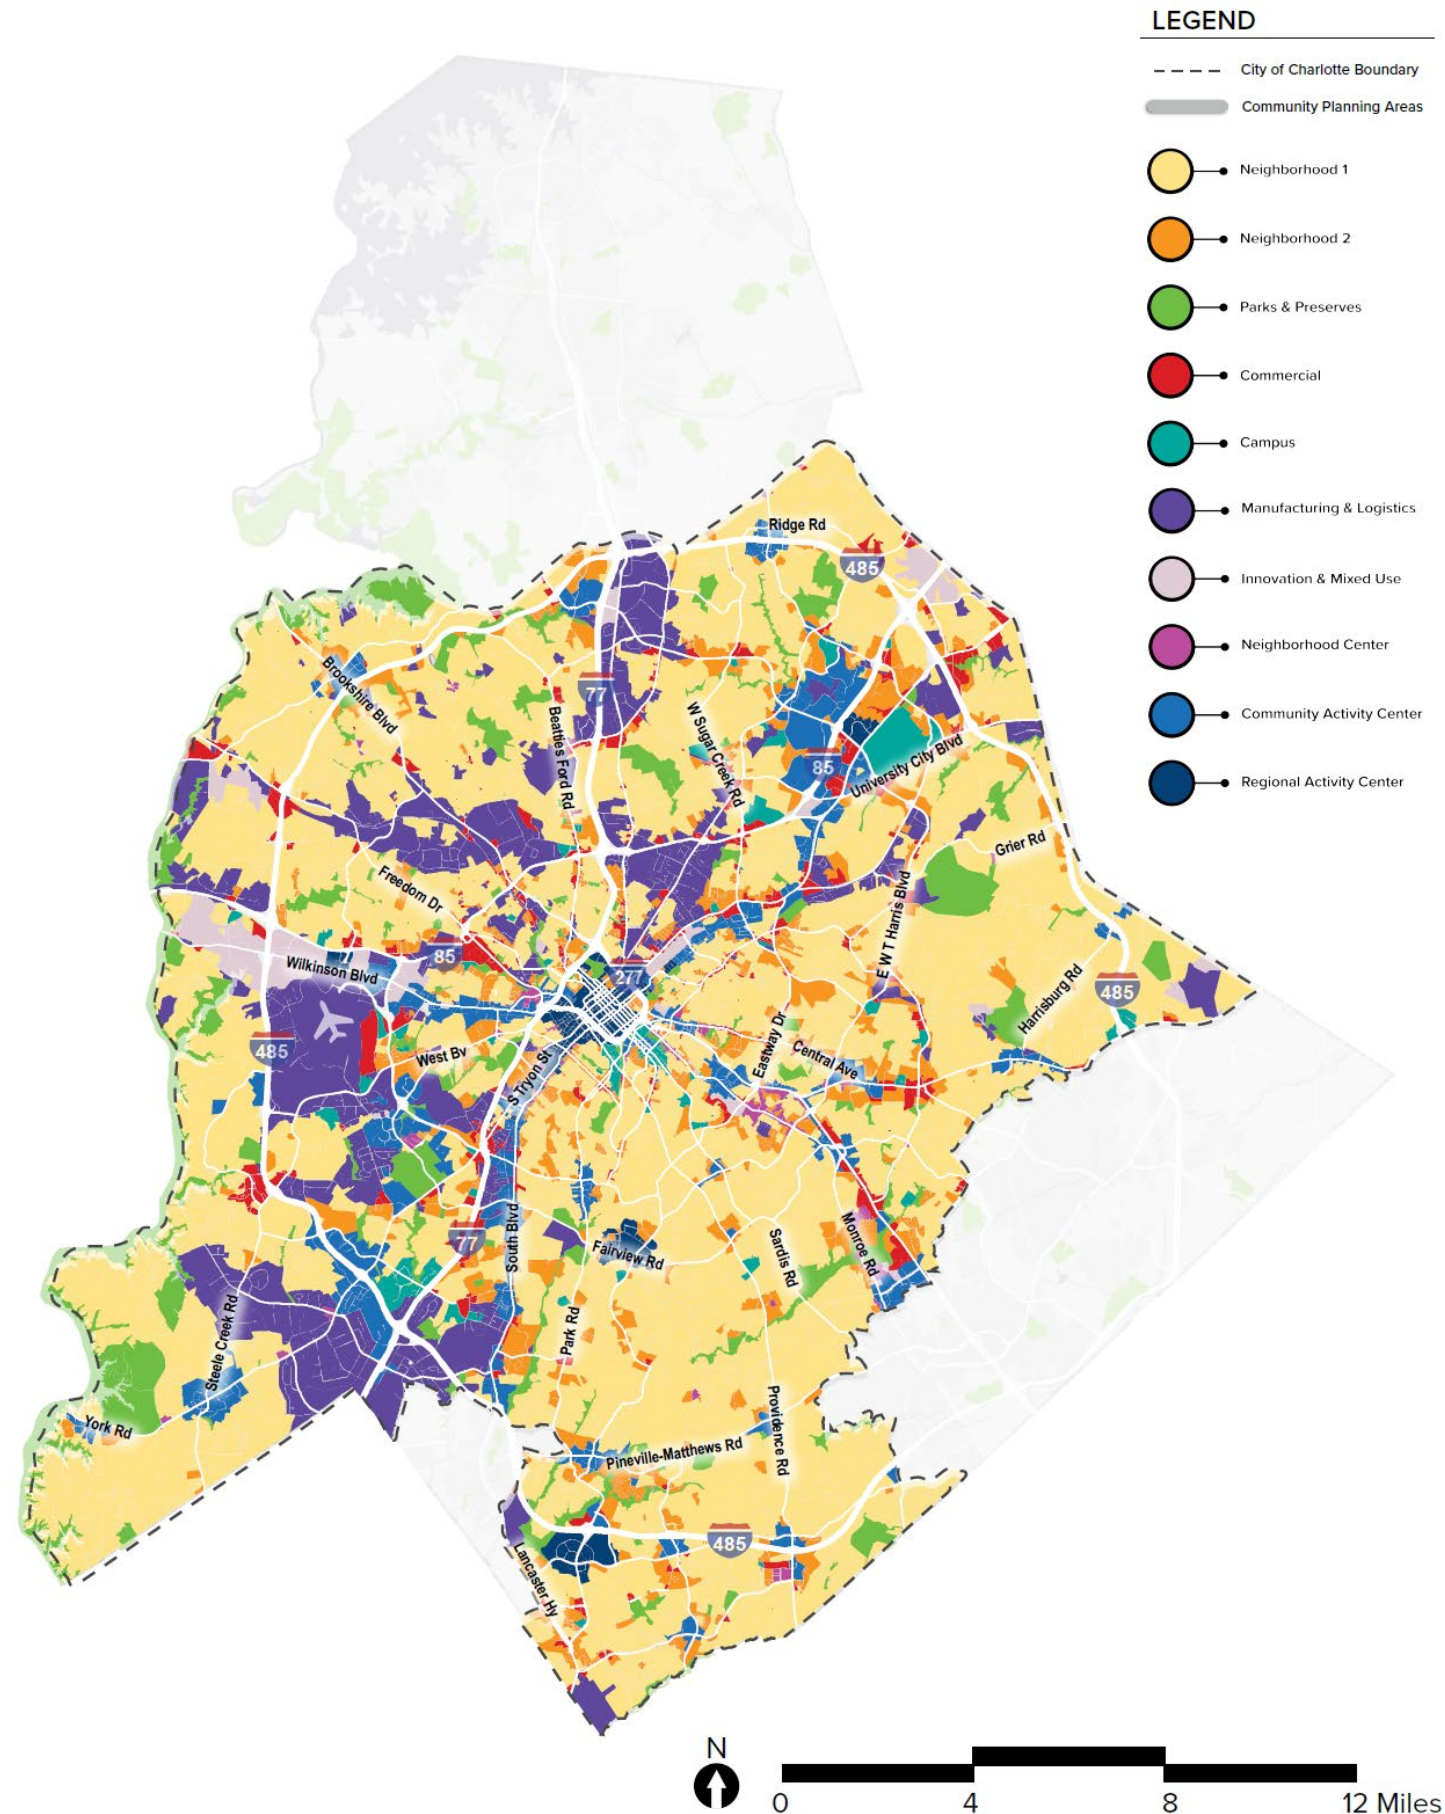 LEGEND
City of Charlotte Boundary
Community Planning Areas
Neighborhood 1
Neighborhood 2
Parks & Preserves
Commercial
Campus
Manufacturing & Logistics
Innovation & Mixed Use
Neighborhood Center
Community Activity Center
Regional Activity Center
Ridge Rd
485
Brookshire Blvd
77
Beatties Ford Rd
W Sugar Creek Rd
85
University City Blvd
Grier Rd
Freedom Dr
E W T Harris Blvd
85
Wilkinson Blvd
277
Harrisburg Rd
485
485
West Bv
Eastway Dr
Central Ave
S Tryon St
77
South Blvd
Fairview Rd
Sardis Rd
Monroe Rd
Steele Creek Rd
Park Rd
York Rd
Providence Rd
Pineville-Matthews Rd
485
Lancaster Hy
N
0 4 8 12 Miles